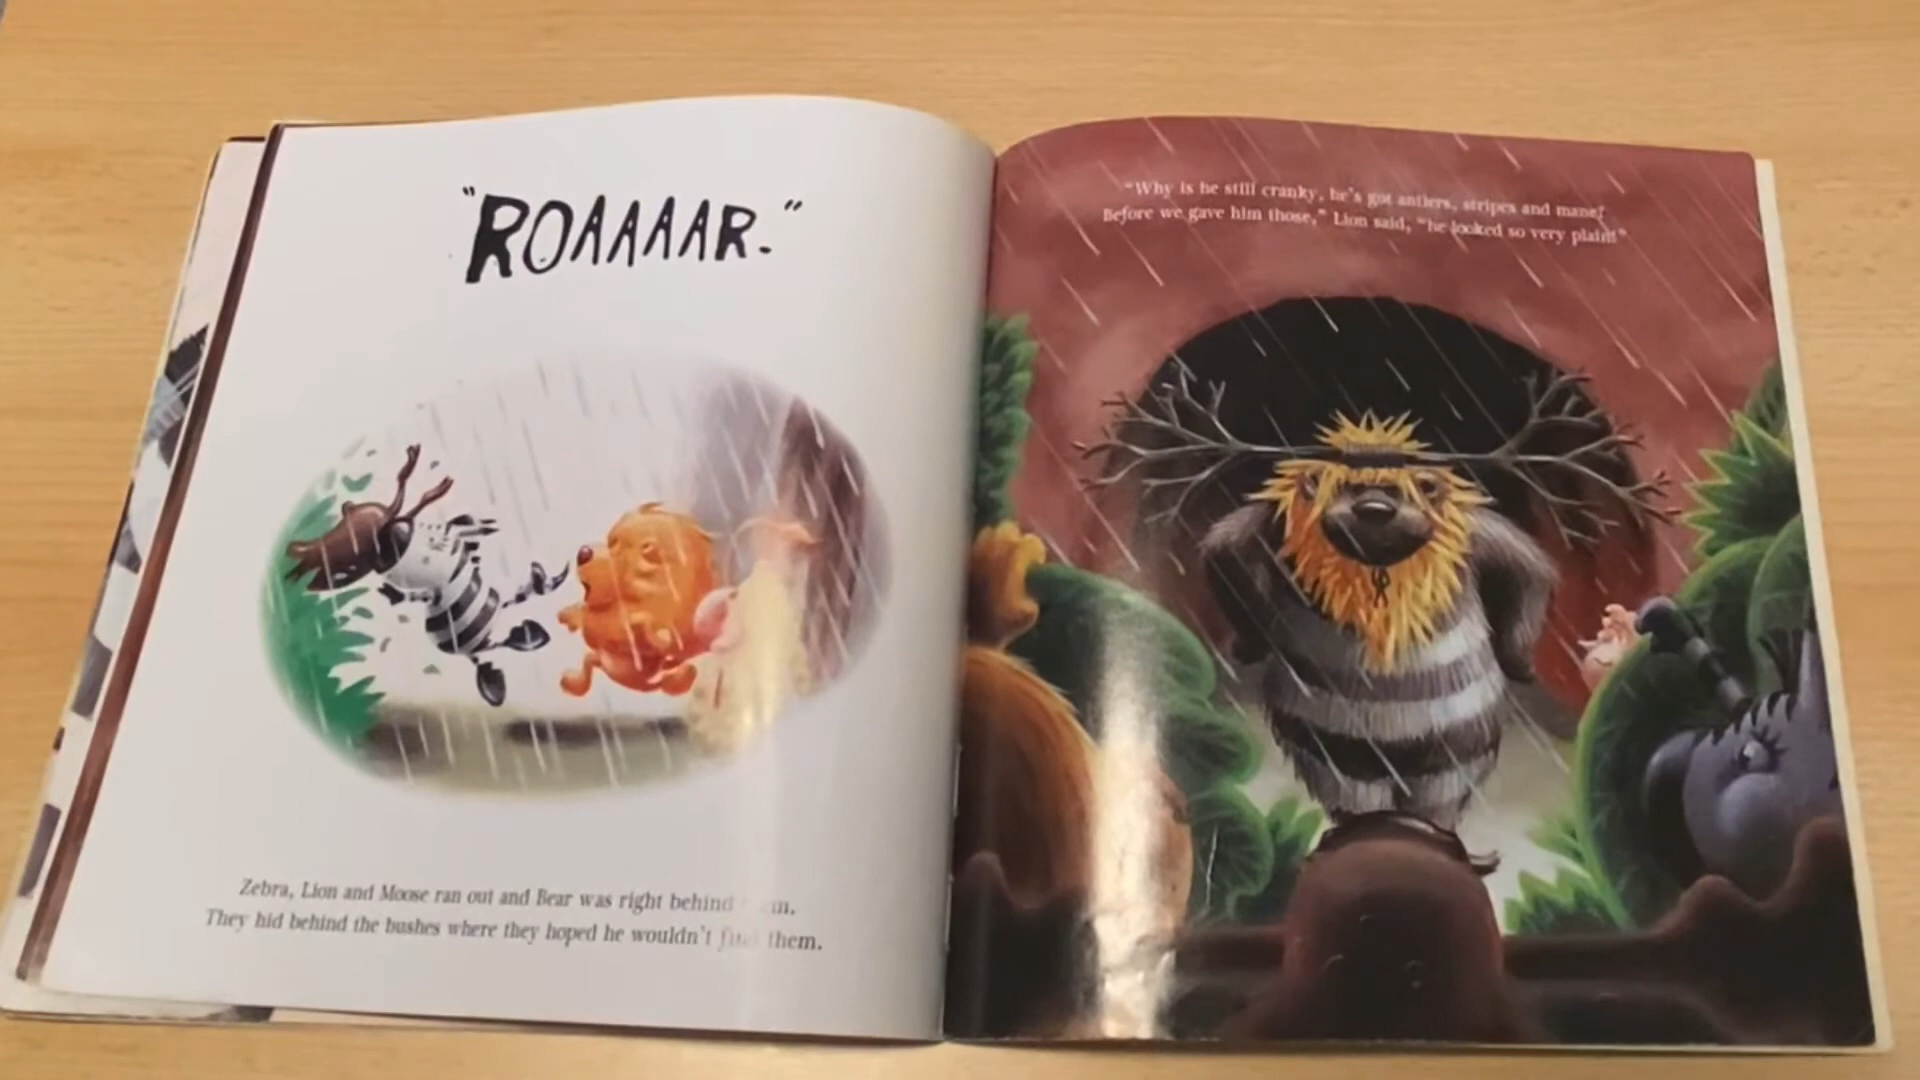 "ROAAAAR."
Zebra, Lion and Moose ran out and Bear was right behind
They hid behind the bushes where they hoped he wouldn't find them.
"Why is he still cranky, he's got antlers, stripes and mane?
Before we gave him those," Lion said, "he looked so very plain!"